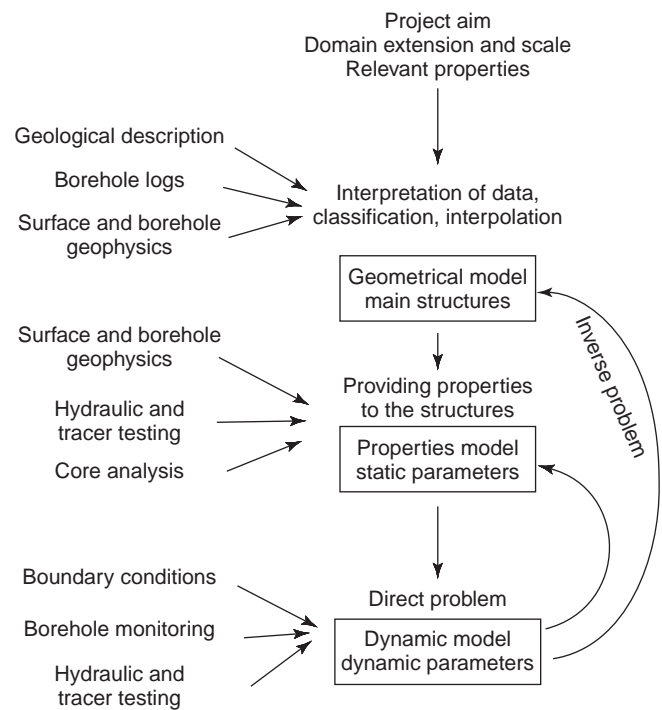 Project aim
Domain extension and scale
Relevant properties
Geological description
Borehole logs
Surface and borehole
geophysics
Interpretation of data,
classification, interpolation
Geometrical model
main structures
Surface and borehole
geophysics
Hydraulic and
tracer testing
Core analysis
Providing properties
to the structures
Properties model
static parameters
Inverse problem
Boundary conditions
Borehole monitoring
Hydraulic and
tracer testing
Direct problem
Dynamic model
dynamic parameters